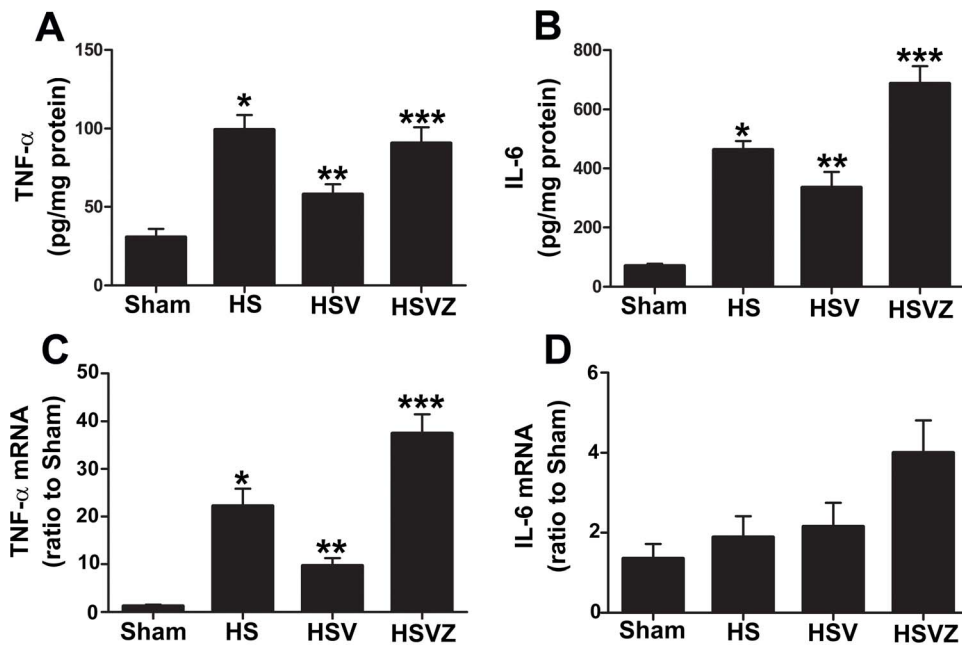 A
TNF-α
(pg/mg protein)
150
100
50
0
*
**
***
Sham HS HSV HSVZ
B
IL-6
(pg/mg protein)
800
600
400
200
0
*
**
***
Sham HS HSV HSVZ
C
TNF-α mRNA
(ratio to Sham)
50
40
30
20
10
0
*
**
***
Sham HS HSV HSVZ
D
IL-6 mRNA
(ratio to Sham)
6
4
2
0
Sham HS HSV HSVZ